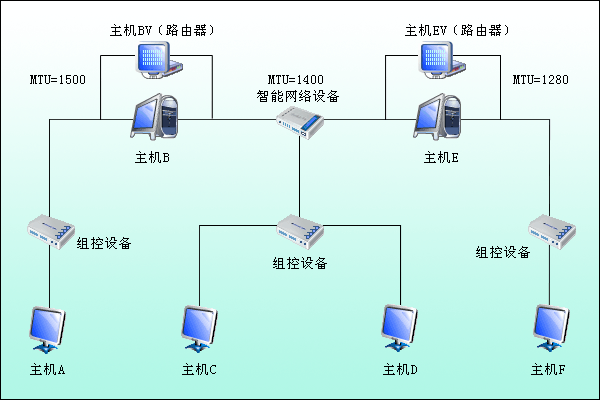 主机BV（路由器）
主机EV（路由器）
MTU=1500
MTU=1400
MTU=1280
智能网络设备
主机B
主机E
组控设备
组控设备
组控设备
主机A
主机C
主机D
主机F